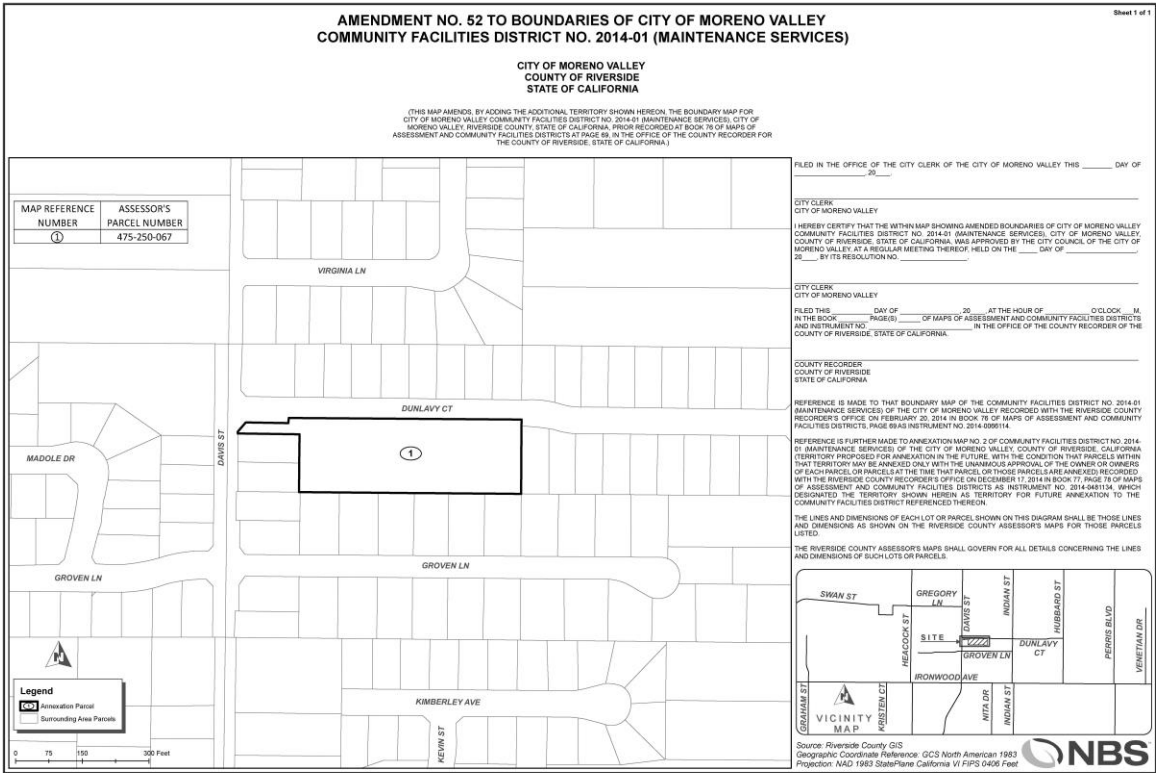 Sheet 1 of 1
AMENDMENT NO. 52 TO BOUNDARIES OF CITY OF MORENO VALLEY
COMMUNITY FACILITIES DISTRICT NO. 2014-01 (MAINTENANCE SERVICES)
CITY OF MORENO VALLEY
COUNTY OF RIVERSIDE
STATE OF CALIFORNIA
(THIS MAP AMENDS, BY ADDING THE ADDITIONAL TERRITORY SHOWN HEREON, THE BOUNDARY MAP FOR
CITY OF MORENO VALLEY COMMUNITY FACILITIES DISTRICT NO. 2014-01 (MAINTENANCE SERVICES), CITY OF
MORENO VALLEY, RIVERSIDE COUNTY, STATE OF CALIFORNIA, PRIOR RECORDED AT BOOK 76 OF MAPS OF
ASSESSMENT AND COMMUNITY FACILITIES DISTRICTS AT PAGE 69, IN THE OFFICE OF THE COUNTY RECORDER FOR
THE COUNTY OF RIVERSIDE, STATE OF CALIFORNIA.)
MAP REFERENCE NUMBER
ASSESSOR'S PARCEL NUMBER
1
475-250-067
VIRGINIA LN
DUNLAVY CT
DAVIS ST
MADOLE DR
1
GROVEN LN
GROVEN LN
KIMBERLEY AVE
KEVIN ST
N
Legend
Annexation Parcel
Surrounding Area Parcels
0 75 150 300 Feet
FILED IN THE OFFICE OF THE CITY CLERK OF THE CITY OF MORENO VALLEY THIS ______ DAY OF
______________, 20___.
CITY CLERK
CITY OF MORENO VALLEY
I HEREBY CERTIFY THAT THE WITHIN MAP SHOWING AMENDED BOUNDARIES OF CITY OF MORENO VALLEY
COMMUNITY FACILITIES DISTRICT NO. 2014-01 (MAINTENANCE SERVICES), CITY OF MORENO VALLEY,
COUNTY OF RIVERSIDE, STATE OF CALIFORNIA, WAS APPROVED BY THE CITY COUNCIL OF THE CITY OF
MORENO VALLEY, AT A REGULAR MEETING THEREOF, HELD ON THE _____ DAY OF ______________,
20___, BY ITS RESOLUTION NO. ______________.
CITY CLERK
CITY OF MORENO VALLEY
FILED THIS ________ DAY OF ____________, 20___, AT THE HOUR OF ________ O'CLOCK ___M,
IN THE BOOK ______ PAGE(S) _____ OF MAPS OF ASSESSMENT AND COMMUNITY FACILITIES DISTRICTS
AND INSTRUMENT NO. ________________ IN THE OFFICE OF THE COUNTY RECORDER OF THE
COUNTY OF RIVERSIDE, STATE OF CALIFORNIA.
COUNTY RECORDER
COUNTY OF RIVERSIDE
STATE OF CALIFORNIA
REFERENCE IS MADE TO THAT BOUNDARY MAP OF THE COMMUNITY FACILITIES DISTRICT NO. 2014-01
(MAINTENANCE SERVICES) OF THE CITY OF MORENO VALLEY RECORDED WITH THE RIVERSIDE COUNTY
RECORDER'S OFFICE ON FEBRUARY 20, 2014 IN BOOK 76 OF MAPS OF ASSESSMENT AND COMMUNITY
FACILITIES DISTRICTS, PAGE 69 AS INSTRUMENT NO. 2014-0066114.
REFERENCE IS FURTHER MADE TO ANNEXATION MAP NO. 2 OF COMMUNITY FACILITIES DISTRICT NO. 2014-
01 (MAINTENANCE SERVICES) OF THE CITY OF MORENO VALLEY, COUNTY OF RIVERSIDE, CALIFORNIA
(TERRITORY PROPOSED FOR ANNEXATION IN THE FUTURE, WITH THE CONDITION THAT PARCELS WITHIN
THAT TERRITORY MAY BE ANNEXED ONLY WITH THE UNANIMOUS APPROVAL OF THE OWNER OR OWNERS
OF EACH PARCEL OR PARCELS AT THE TIME THAT PARCEL OR THOSE PARCELS ARE ANNEXED) RECORDED
WITH THE RIVERSIDE COUNTY RECORDER'S OFFICE ON DECEMBER 17, 2014 IN BOOK 77, PAGE 78 OF MAPS
OF ASSESSMENT AND COMMUNITY FACILITIES DISTRICTS AS INSTRUMENT NO. 2014-0481134, WHICH
DESIGNATED THE TERRITORY SHOWN HEREIN AS TERRITORY FOR FUTURE ANNEXATION TO THE
COMMUNITY FACILITIES DISTRICT REFERENCED THEREON.
THE LINES AND DIMENSIONS OF EACH LOT OR PARCEL SHOWN ON THIS DIAGRAM SHALL BE THOSE LINES
AND DIMENSIONS AS SHOWN ON THE RIVERSIDE COUNTY ASSESSOR'S MAPS FOR THOSE PARCELS
LISTED.
THE RIVERSIDE COUNTY ASSESSOR'S MAPS SHALL GOVERN FOR ALL DETAILS CONCERNING THE LINES
AND DIMENSIONS OF SUCH LOTS OR PARCELS.
SWAN ST
GREGORY LN
HEACOCK ST
DAVIS ST
INDIAN ST
HUBBARD ST
PERRIS BLVD
VENETIAN DR
SITE
GROVEN LN
DUNLAVY CT
IRONWOOD AVE
GRAHAM ST
KRISTEN CT
NITA DR
INDIAN ST
N
VICINITY MAP
Source: Riverside County GIS
Geographic Coordinate Reference: GCS North American 1983
Projection: NAD 1983 StatePlane California VI FIPS 0406 Feet
NBS